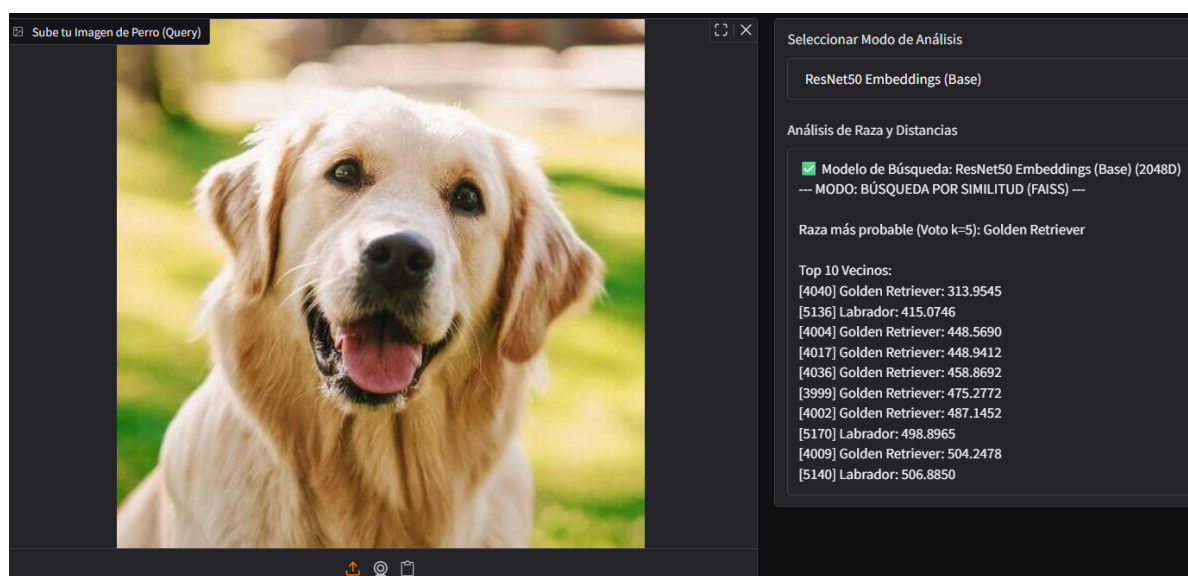 Sube tu Imagen de Perro (Query)
Seleccionar Modo de Análisis
ResNet50 Embeddings (Base)
Análisis de Raza y Distancias
✅ Modelo de Búsqueda: ResNet50 Embeddings (Base) (2048D)
--- MODO: BÚSQUEDA POR SIMILITUD (FAISS) ---
Raza más probable (Voto k=5): Golden Retriever
Top 10 Vecinos:
[4040] Golden Retriever: 313.9545
[5136] Labrador: 415.0746
[4004] Golden Retriever: 448.5690
[4017] Golden Retriever: 448.9412
[4036] Golden Retriever: 458.8692
[3999] Golden Retriever: 475.2772
[4002] Golden Retriever: 487.1452
[5170] Labrador: 498.8965
[4009] Golden Retriever: 504.2478
[5140] Labrador: 506.8850